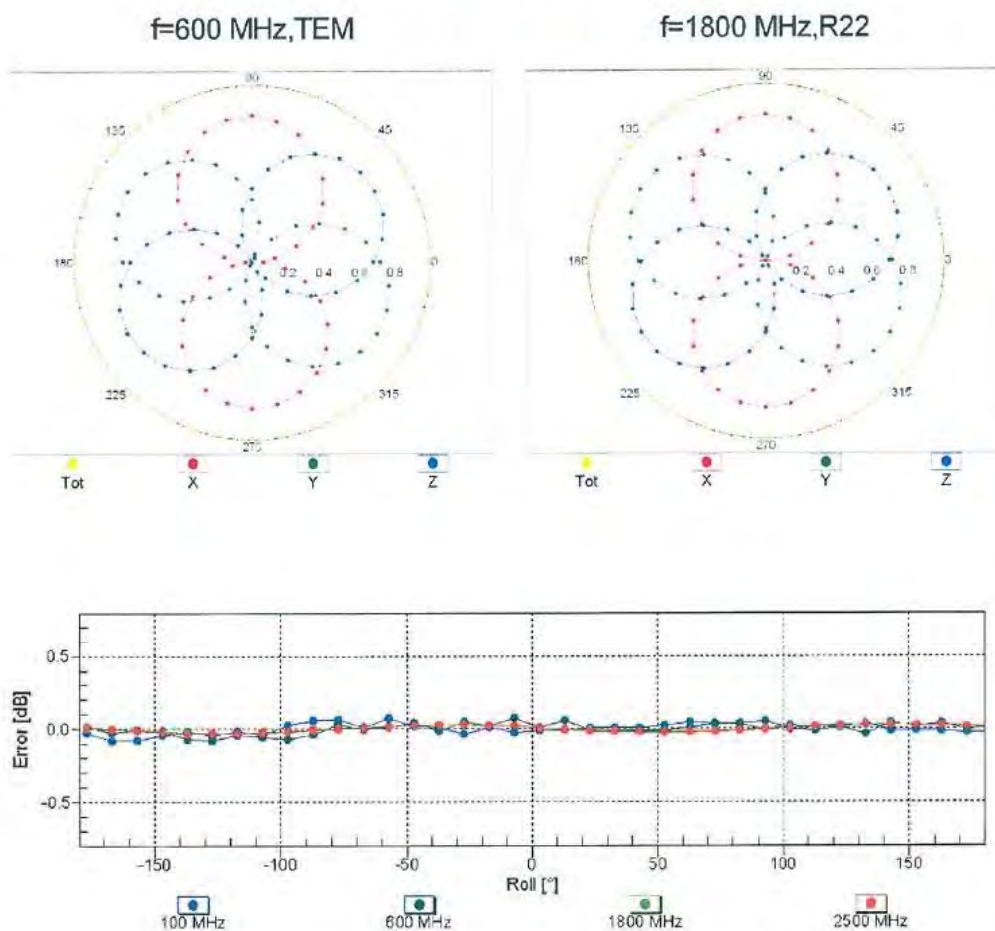 f=600 MHz,TEM
f=1800 MHz,R22
90
135
45
180
0.2
0.4
0.6
0.8
0
225
315
270
Tot
X
Y
Z
90
135
45
180
0.2
0.4
0.6
0.8
0
225
315
270
Tot
X
Y
Z
Error [dB]
0.5
0.0
-0.5
-150
-100
-50
0
50
100
150
Roll [°]
100 MHz
600 MHz
1800 MHz
2500 MHz